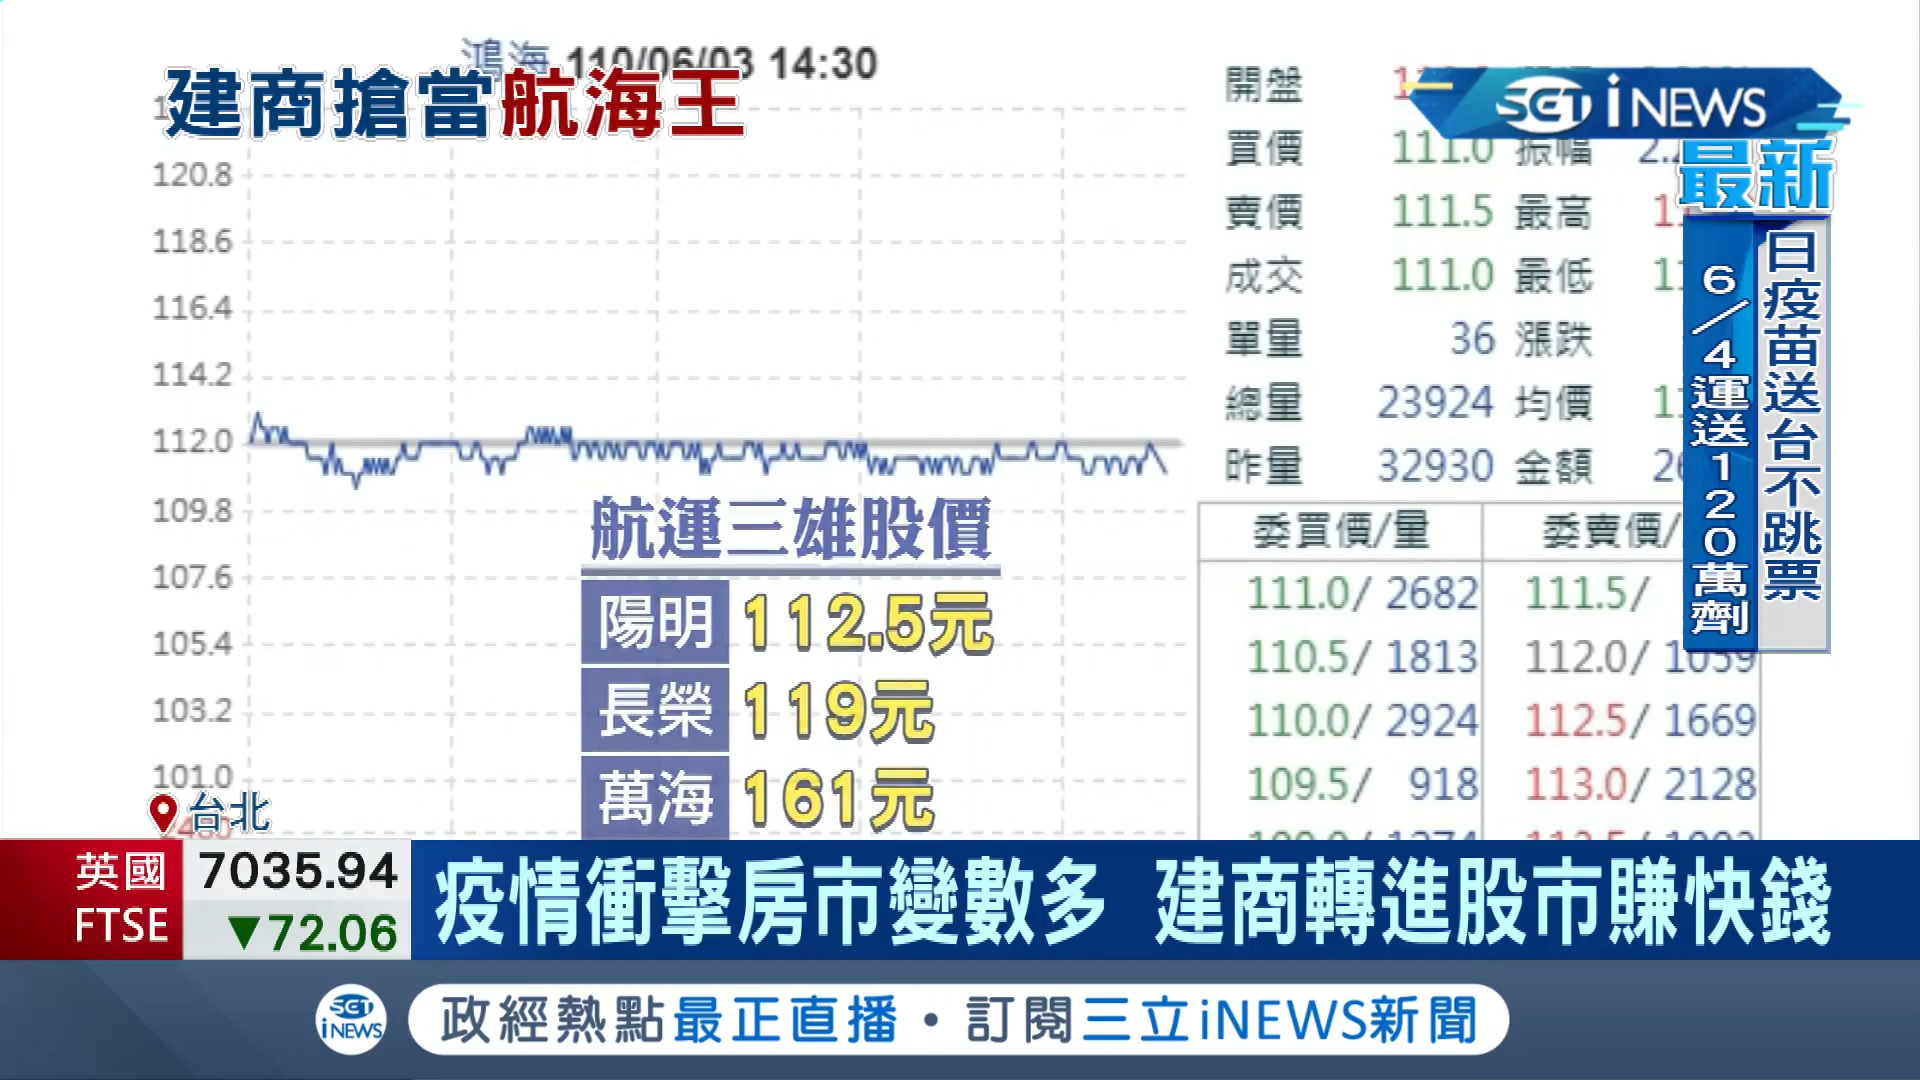 鴻海 110/06/03 14:30
建商搶當航海王
SET iNEWS
最新
日疫苗送台不跳票
6/4運送120萬劑
120.8
118.6
116.4
114.2
112.0
109.8
107.6
105.4
103.2
101.0
開盤
買價 111.0 振幅
賣價 111.5 最高
成交 111.0 最低
單量 36 漲跌
總量 23924 均價
昨量 32930 金額
委買價/量 委賣價/
111.0/ 2682 111.5/
110.5/ 1813 112.0/ 1059
110.0/ 2924 112.5/ 1669
109.5/ 918 113.0/ 2128
航運三雄股價
陽明 112.5元
長榮 119元
萬海 161元
台北
英國 FTSE
7035.94
▼72.06
疫情衝擊房市變數多 建商轉進股市賺快錢
SET iNEWS
政經熱點最正直播・訂閱三立iNEWS新聞